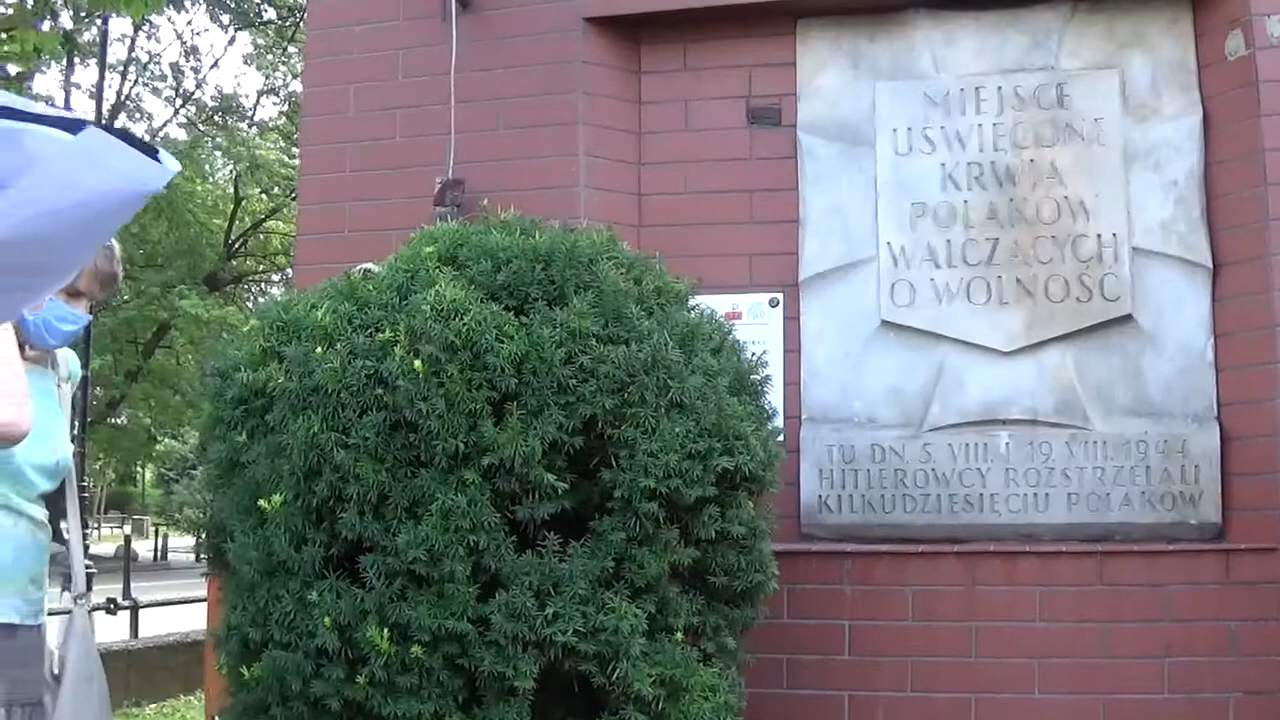 MIEJSCE
UŚWIĘCONE
KRWIĄ
POLAKÓW
WALCZĄCYCH
O WOLNOŚĆ
TU DN. 5. VIII. I 19. VIII. 1944
HITLEROWCY ROZSTRZELALI
KILKUDZIESIĘCIU POLAKÓW